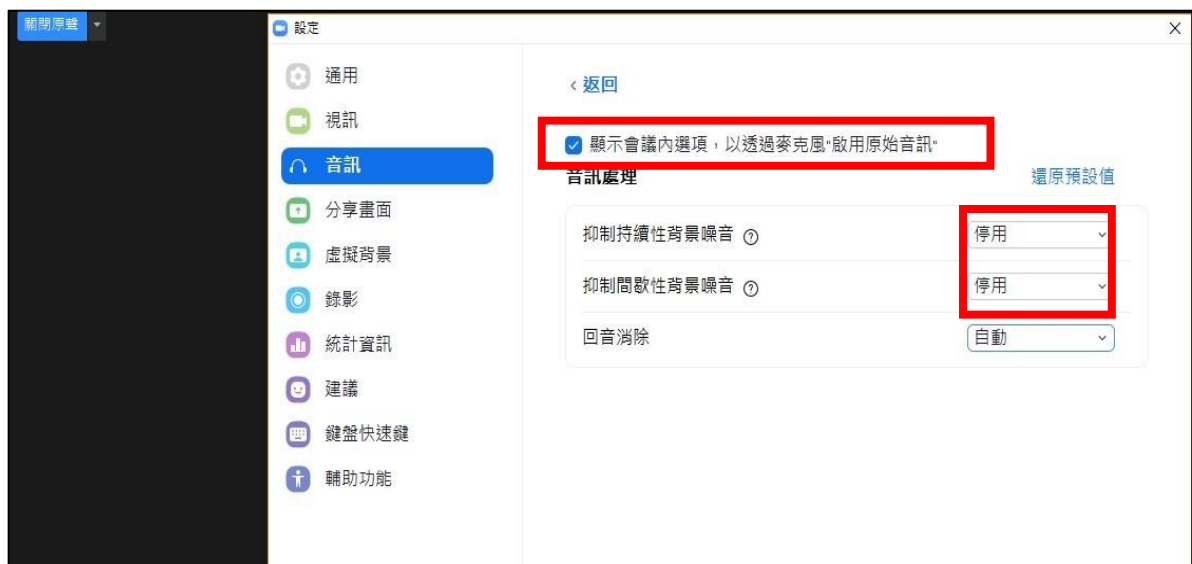 關閉原聲
設定
通用
視訊
音訊
分享畫面
虛擬背景
錄影
統計資訊
建議
鍵盤快速鍵
輔助功能
返回
顯示會議內選項，以透過麥克風"啟用原始音訊"
音訊處理
還原預設值
抑制持續性背景噪音
停用
抑制間歇性背景噪音
停用
回音消除
自動